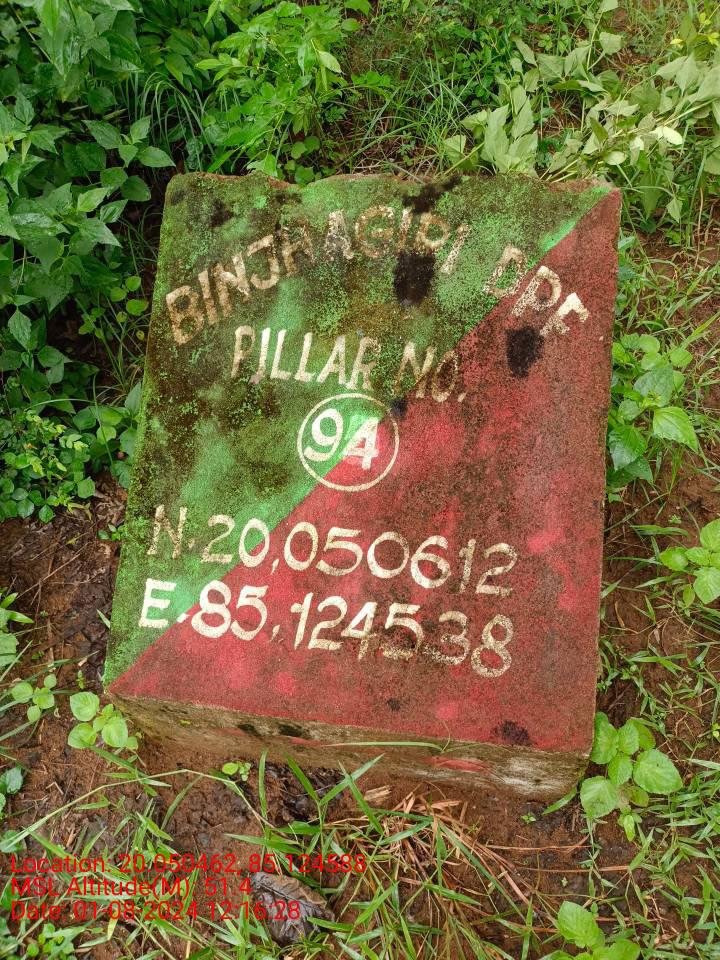 BINJHAGIRI DPF
PILLAR NO.
94
N. 20,050612
E. 85,124538
Location: 20.050462, 85.124588
MSL Altitude(M) 51.4
Date: 01-08-2024 12:16:28